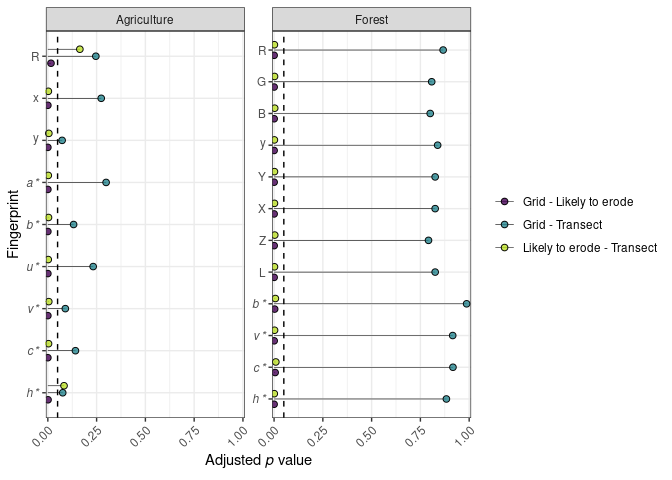 Agriculture
Forest
Fingerprint
R
x
y
a*
b*
u*
v*
c*
h*
R
G
B
y
Y
X
Z
L
b*
v*
c*
h*
0.00 0.25 0.50 0.75 1.00
0.00 0.25 0.50 0.75 1.00
Adjusted p value
Grid - Likely to erode
Grid - Transect
Likely to erode - Transect